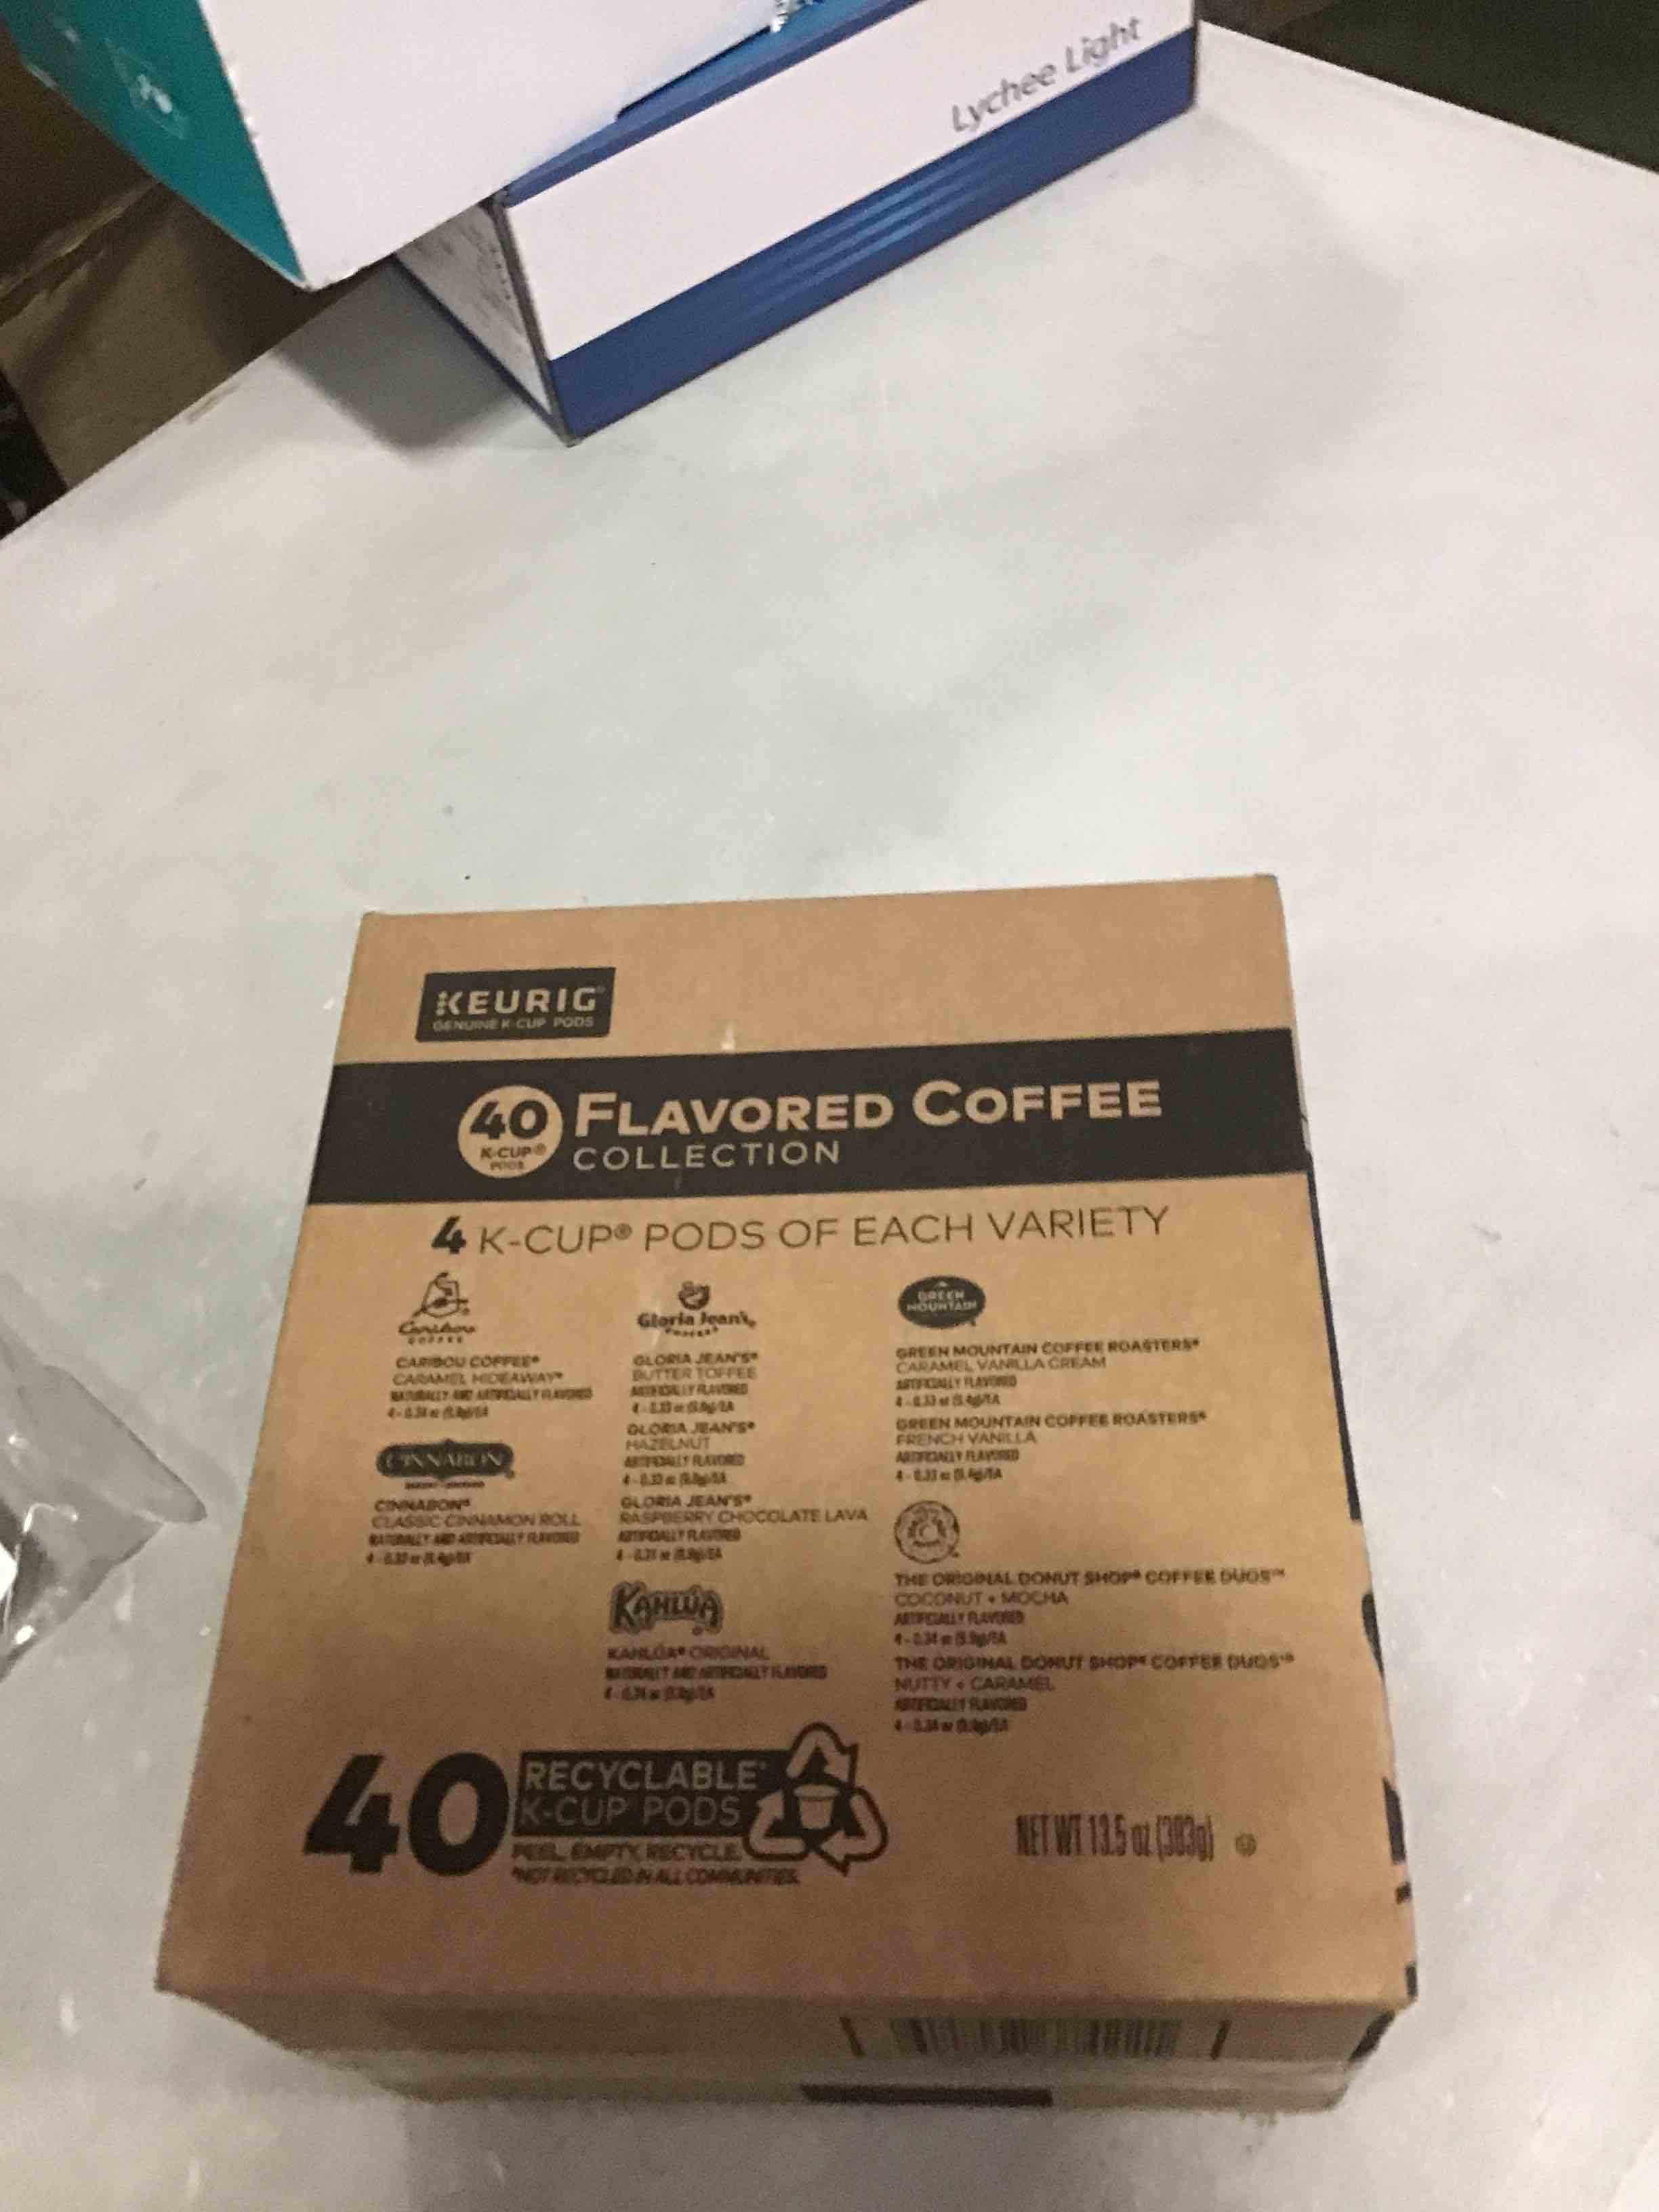 Lychee Light
KEURIG®
GENUINE K-CUP PODS
40
K-CUP®
PODS
FLAVORED COFFEE
COLLECTION
4 K-CUP® PODS OF EACH VARIETY
Caribou
COFFEE
CARIBOU COFFEE®
CARAMEL HIDEAWAY™
NATURALLY AND ARTIFICIALLY FLAVORED
CINNABON®
CINNABON®
CLASSIC CINNAMON ROLL
NATURALLY AND ARTIFICIALLY FLAVORED
Gloria Jean's®
COFFEES
GLORIA JEAN'S®
BUTTER TOFFEE
ARTIFICIALLY FLAVORED
GLORIA JEAN'S®
HAZELNUT
ARTIFICIALLY FLAVORED
GLORIA JEAN'S®
RASPBERRY CHOCOLATE LAVA
ARTIFICIALLY FLAVORED
KAHLÚA
KAHLÚA® ORIGINAL
NATURALLY AND ARTIFICIALLY FLAVORED
GREEN
MOUNTAIN
GREEN MOUNTAIN COFFEE ROASTERS®
CARAMEL VANILLA CREAM
ARTIFICIALLY FLAVORED
GREEN MOUNTAIN COFFEE ROASTERS®
FRENCH VANILLA
ARTIFICIALLY FLAVORED
THE ORIGINAL DONUT SHOP® COFFEE DUOS™
COCONUT + MOCHA
ARTIFICIALLY FLAVORED
THE ORIGINAL DONUT SHOP® COFFEE DUOS™
NUTTY + CARAMEL
ARTIFICIALLY FLAVORED
40 RECYCLABLE*
K-CUP® PODS
PEEL. EMPTY. RECYCLE.
*NOT RECYCLED IN ALL COMMUNITIES.
NET WT 13.5 oz (383g)